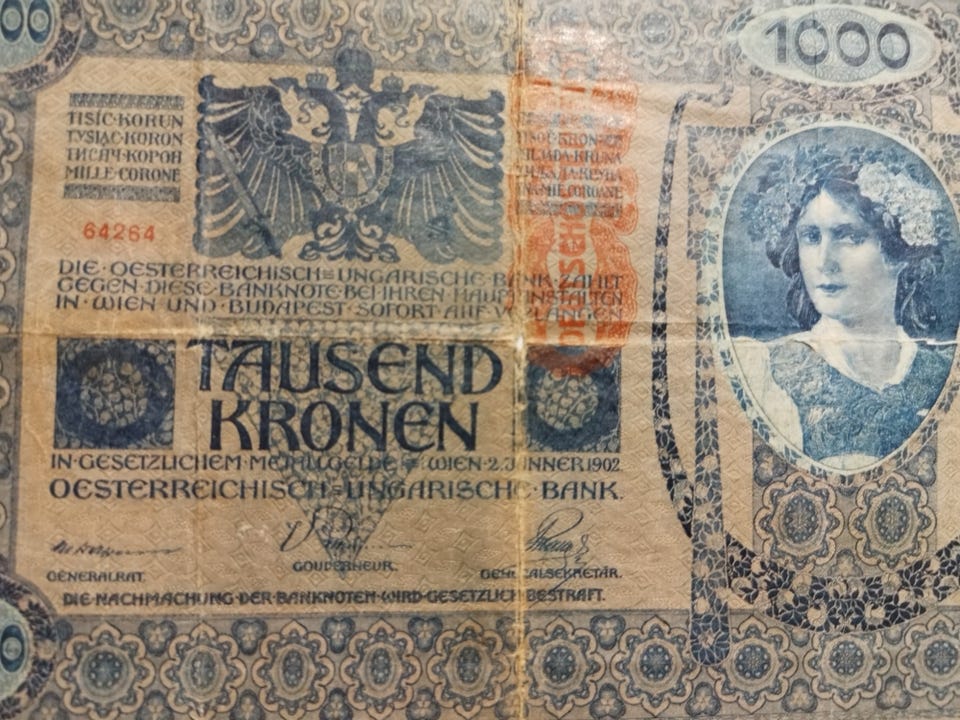 1000
TISÍC·KORUN
TYSIĄC·KORON
ТИСЯЧ·КОРОН
MILLE·CORONE
64264
DIE·OESTERREICHISCH=UNGARISCHE·BANK·ZAHLT
GEGEN·DIESE·BANKNOTE·BEI·IHREN·HAUPTANSTALTEN
IN·WIEN·UND·BUDAPEST·SOFORT·AUF·VERLANGEN
TAUSEND
KRONEN
IN·GESETZLICHEM·METALLGELDE
WIEN·2.JÄNNER 1902
OESTERREICHISCH=UNGARISCHE·BANK.
GENERALRAT.
GOUVERNEUR.
GENERALSEKRETÄR.
DIE·NACHMACHUNG·DER·BANKNOTEN·WIRD·GESETZLICH·BESTRAFT.